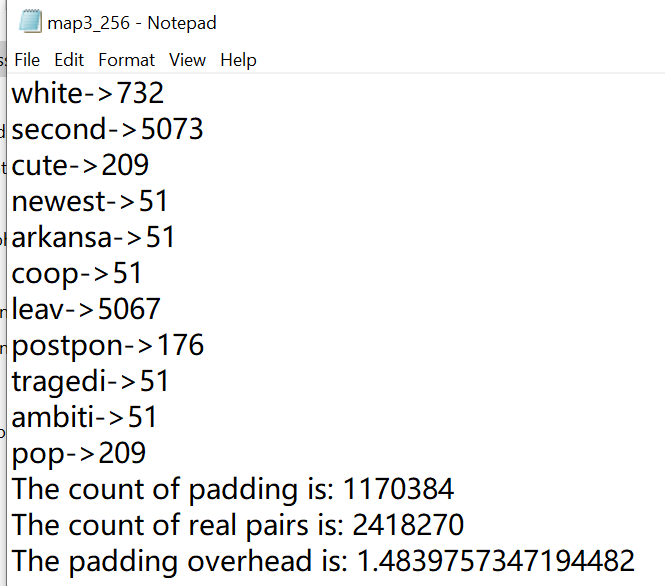 map3_256 - Notepad
File Edit Format View Help
white->732
second->5073
cute->209
newest->51
arkansa->51
coop->51
leav->5067
postpon->176
tragedi->51
ambiti->51
pop->209
The count of padding is: 1170384
The count of real pairs is: 2418270
The padding overhead is: 1.4839757347194482